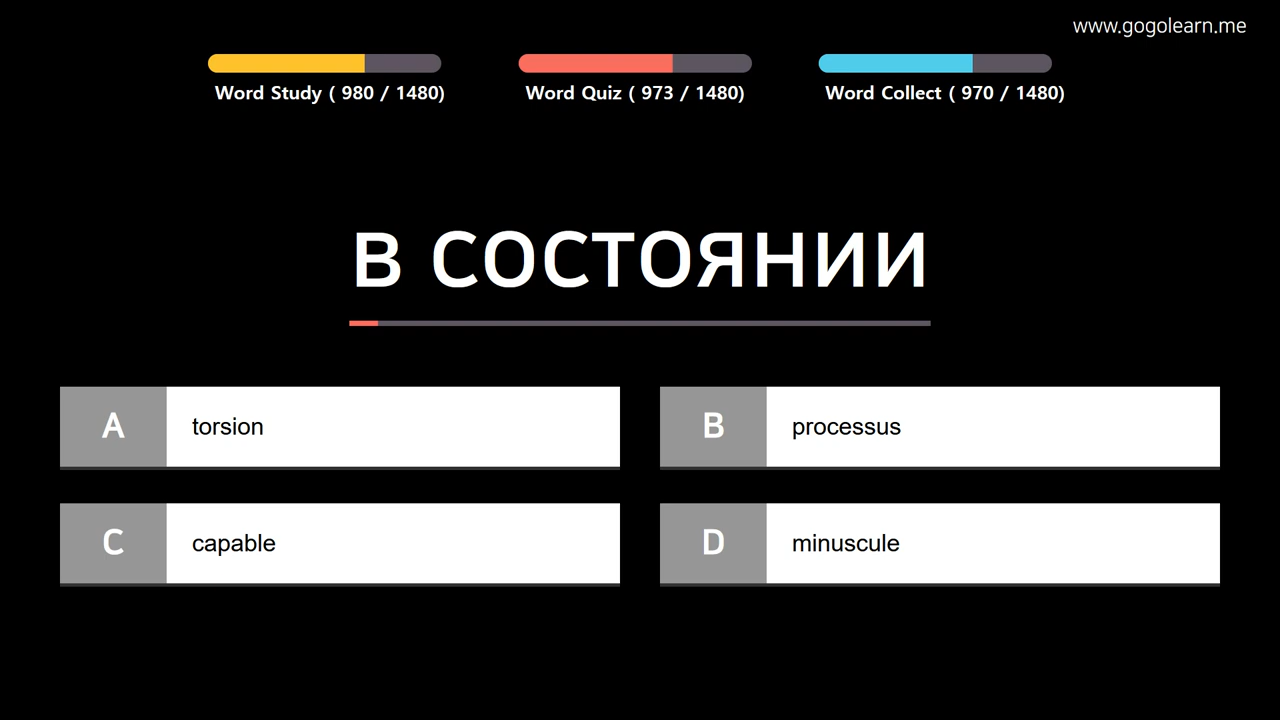 www.gogolearn.me
Word Study ( 980 / 1480)
Word Quiz ( 973 / 1480)
Word Collect ( 970 / 1480)
в состоянии
A torsion
B processus
C capable
D minuscule